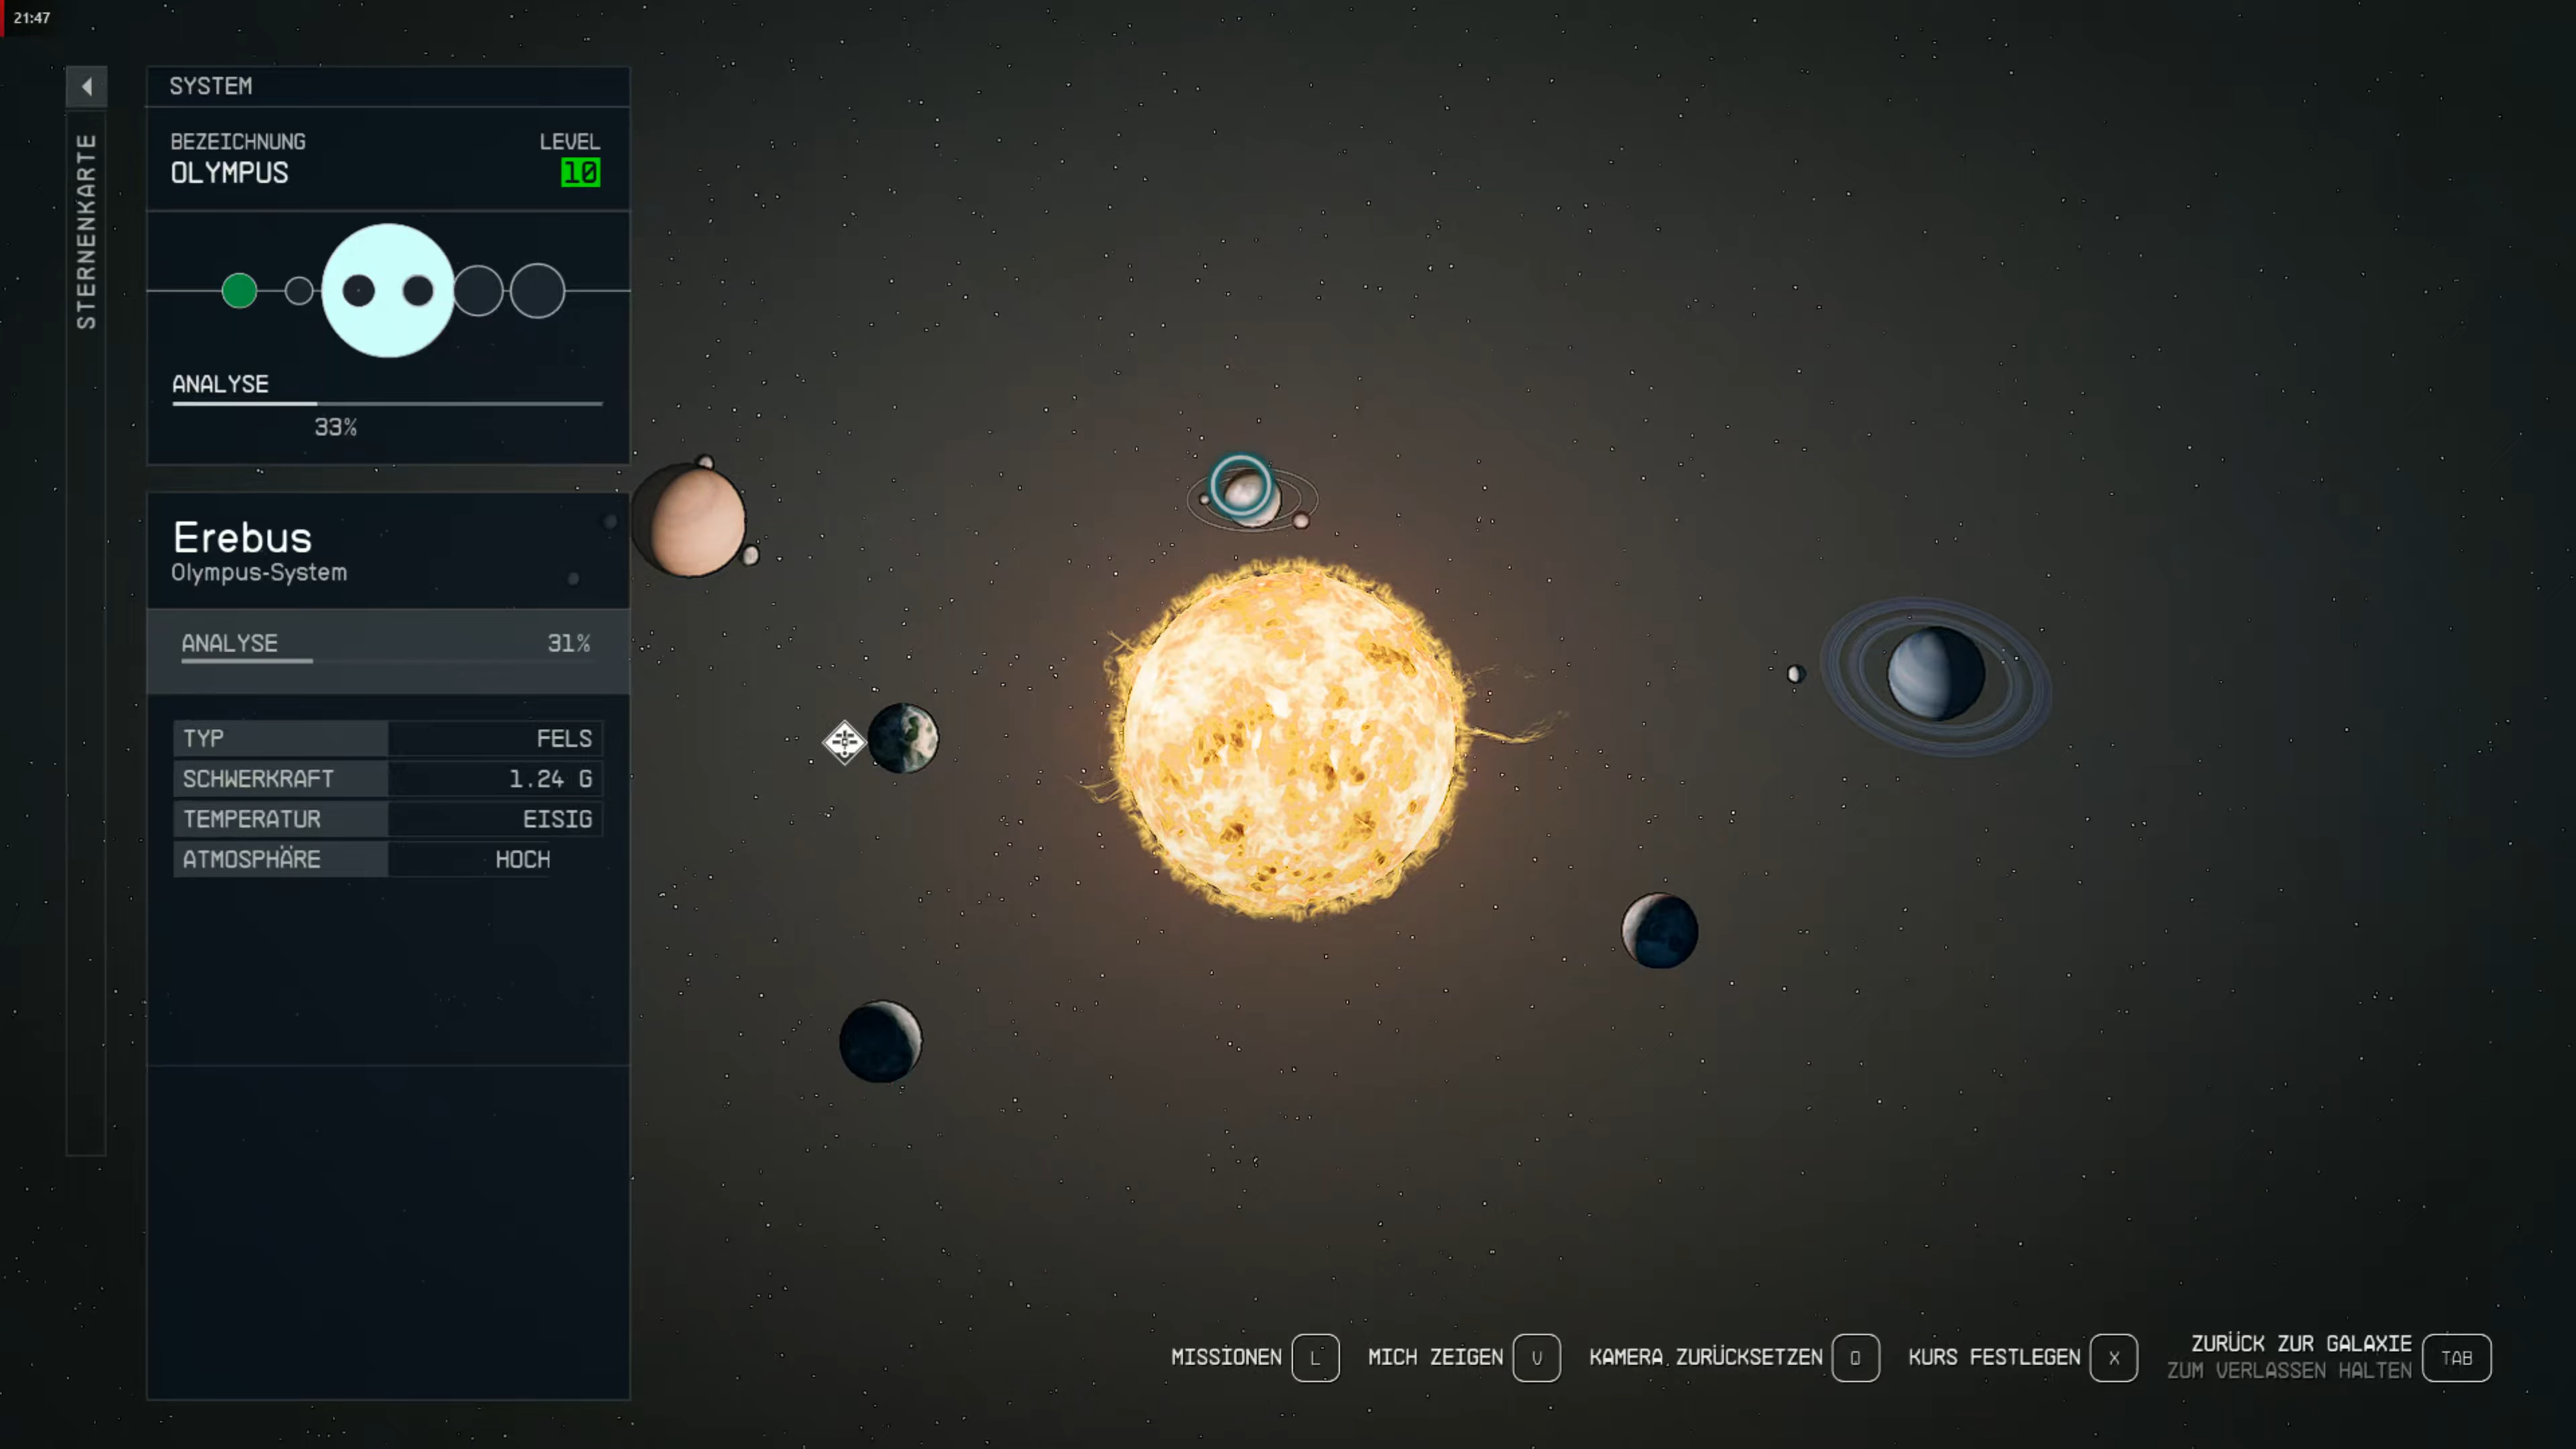 21:47
STERNENKARTE
SYSTEM
BEZEICHNUNG LEVEL
OLYMPUS 10
ANALYSE
33%
Erebus
Olympus-System
ANALYSE 31%
TYP FELS
SCHWERKRAFT 1.24 G
TEMPERATUR EISIG
ATMOSPHÄRE HOCH
MISSIONEN L MICH ZEIGEN V KAMERA ZURÜCKSETZEN Q KURS FESTLEGEN X ZURÜCK ZUR GALAXIE TAB
ZUM VERLASSEN HALTEN